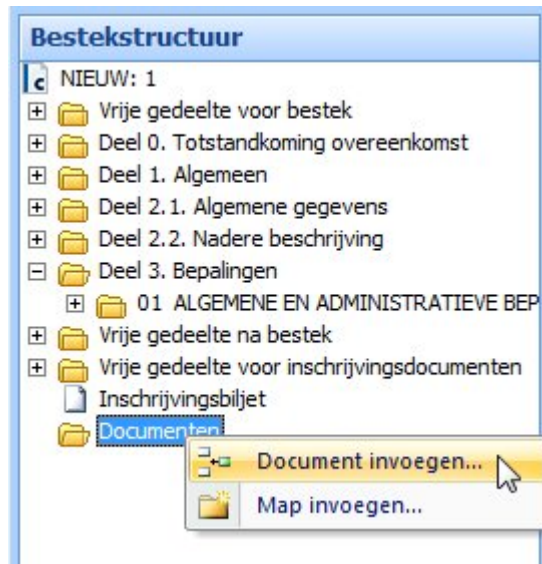 Bestekstructuur
NIEUW: 1
Vrije gedeelte voor bestek
Deel 0. Totstandkoming overeenkomst
Deel 1. Algemeen
Deel 2.1. Algemene gegevens
Deel 2.2. Nadere beschrijving
Deel 3. Bepalingen
01 ALGEMENE EN ADMINISTRATIEVE BEP
Vrije gedeelte na bestek
Vrije gedeelte voor inschrijvingsdocumenten
Inschrijvingsbiljet
Documenten
Document invoegen...
Map invoegen...